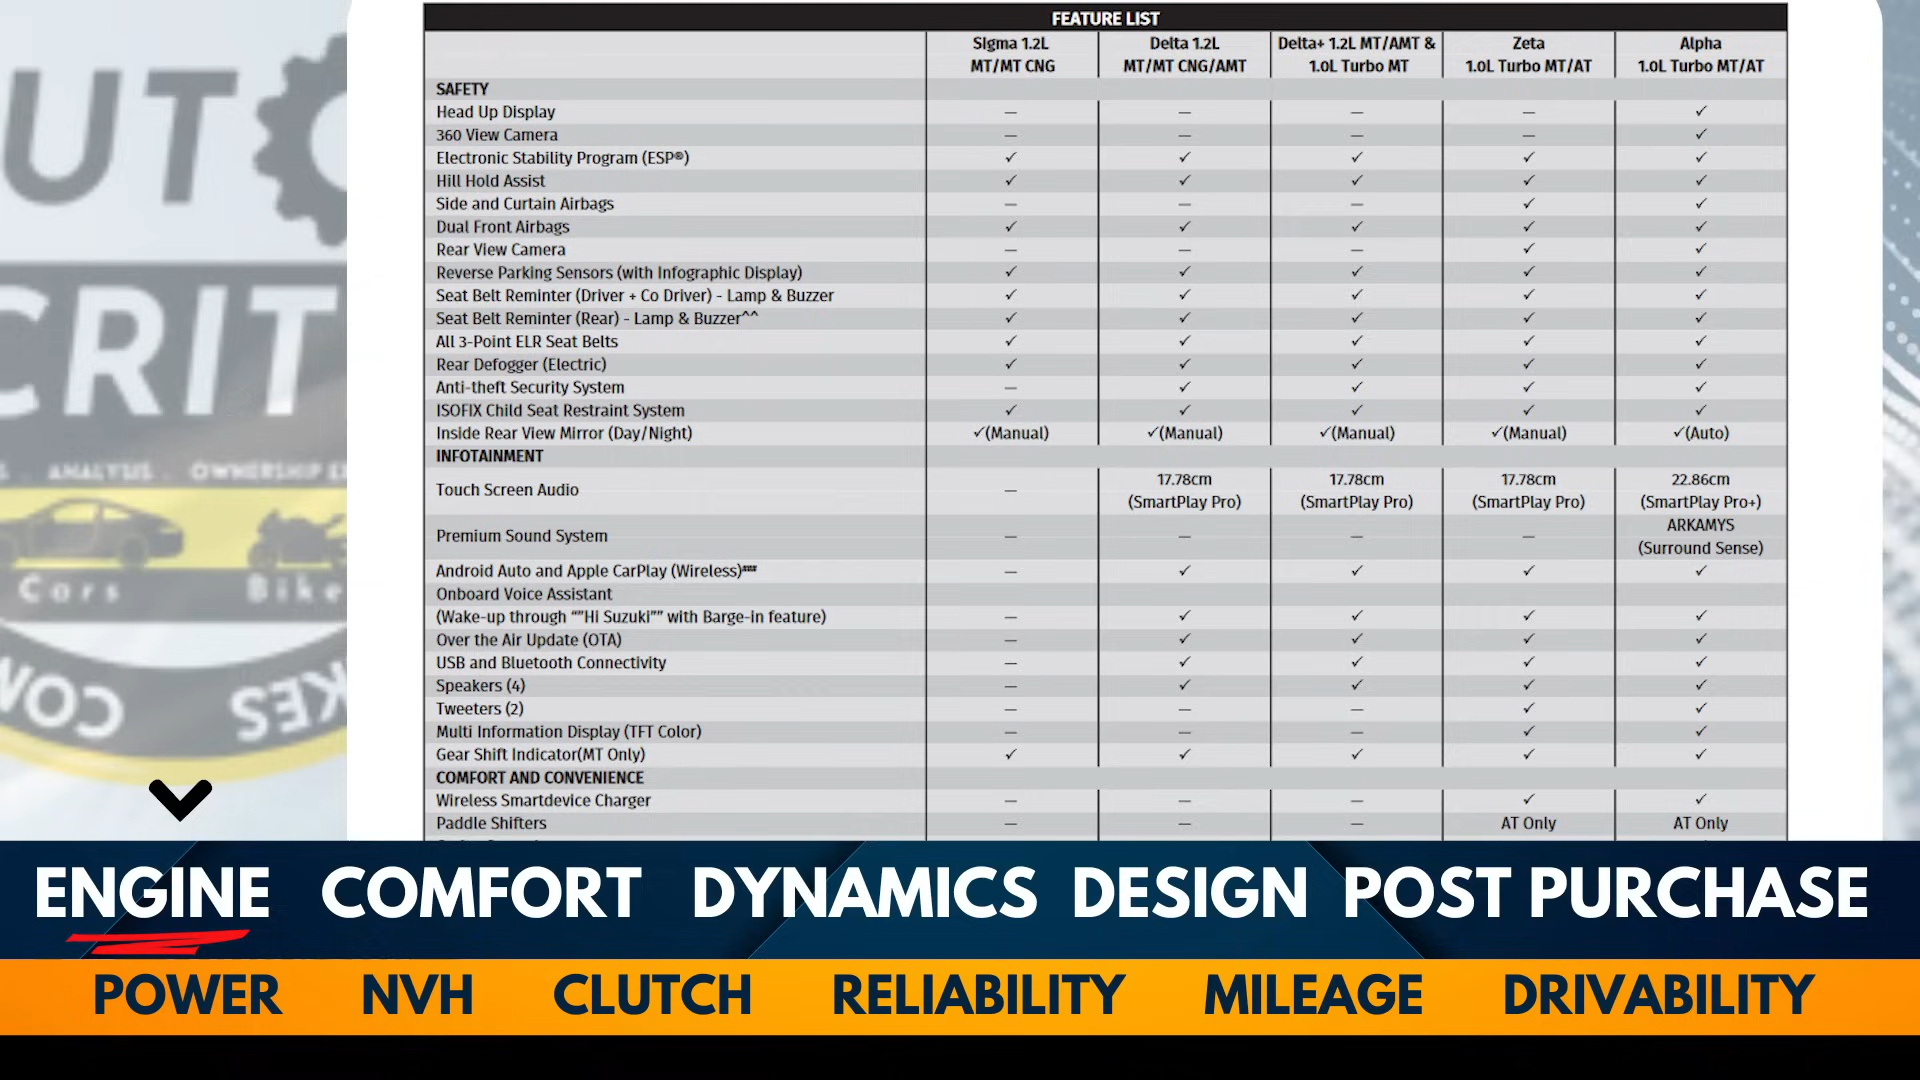 FEATURE LIST
Sigma 1.2L MT/MT CNG
Delta 1.2L MT/MT CNG/AMT
Delta+ 1.2L MT/AMT & 1.0L Turbo MT
Zeta 1.0L Turbo MT/AT
Alpha 1.0L Turbo MT/AT
SAFETY
Head Up Display — — — — ✓
360 View Camera — — — — ✓
Electronic Stability Program (ESP®) ✓ ✓ ✓ ✓ ✓
Hill Hold Assist ✓ ✓ ✓ ✓ ✓
Side and Curtain Airbags — — — ✓ ✓
Dual Front Airbags ✓ ✓ ✓ ✓ ✓
Rear View Camera — — — ✓ ✓
Reverse Parking Sensors (with Infographic Display) ✓ ✓ ✓ ✓ ✓
Seat Belt Reminter (Driver + Co Driver) - Lamp & Buzzer ✓ ✓ ✓ ✓ ✓
Seat Belt Reminter (Rear) - Lamp & Buzzer^^ ✓ ✓ ✓ ✓ ✓
All 3-Point ELR Seat Belts ✓ ✓ ✓ ✓ ✓
Rear Defogger (Electric) ✓ ✓ ✓ ✓ ✓
Anti-theft Security System — ✓ ✓ ✓ ✓
ISOFIX Child Seat Restraint System ✓ ✓ ✓ ✓ ✓
Inside Rear View Mirror (Day/Night) ✓(Manual) ✓(Manual) ✓(Manual) ✓(Manual) ✓(Auto)
INFOTAINMENT
Touch Screen Audio — 17.78cm (SmartPlay Pro) 17.78cm (SmartPlay Pro) 17.78cm (SmartPlay Pro) 22.86cm (SmartPlay Pro+)
Premium Sound System — — — — ARKAMYS (Surround Sense)
Android Auto and Apple CarPlay (Wireless)### — ✓ ✓ ✓ ✓
Onboard Voice Assistant
(Wake-up through “"Hi Suzuki”" with Barge-in feature) — ✓ ✓ ✓ ✓
Over the Air Update (OTA) — ✓ ✓ ✓ ✓
USB and Bluetooth Connectivity — ✓ ✓ ✓ ✓
Speakers (4) — ✓ ✓ ✓ ✓
Tweeters (2) — — — ✓ ✓
Multi Information Display (TFT Color) — — — ✓ ✓
Gear Shift Indicator(MT Only) ✓ ✓ ✓ ✓ ✓
COMFORT AND CONVENIENCE
Wireless Smartdevice Charger — — — ✓ ✓
Paddle Shifters — — — AT Only AT Only
UT
CRIT
ANALYSIS . OWNERSHIP
Cars Bike
ENGINE COMFORT DYNAMICS DESIGN POST PURCHASE
POWER NVH CLUTCH RELIABILITY MILEAGE DRIVABILITY